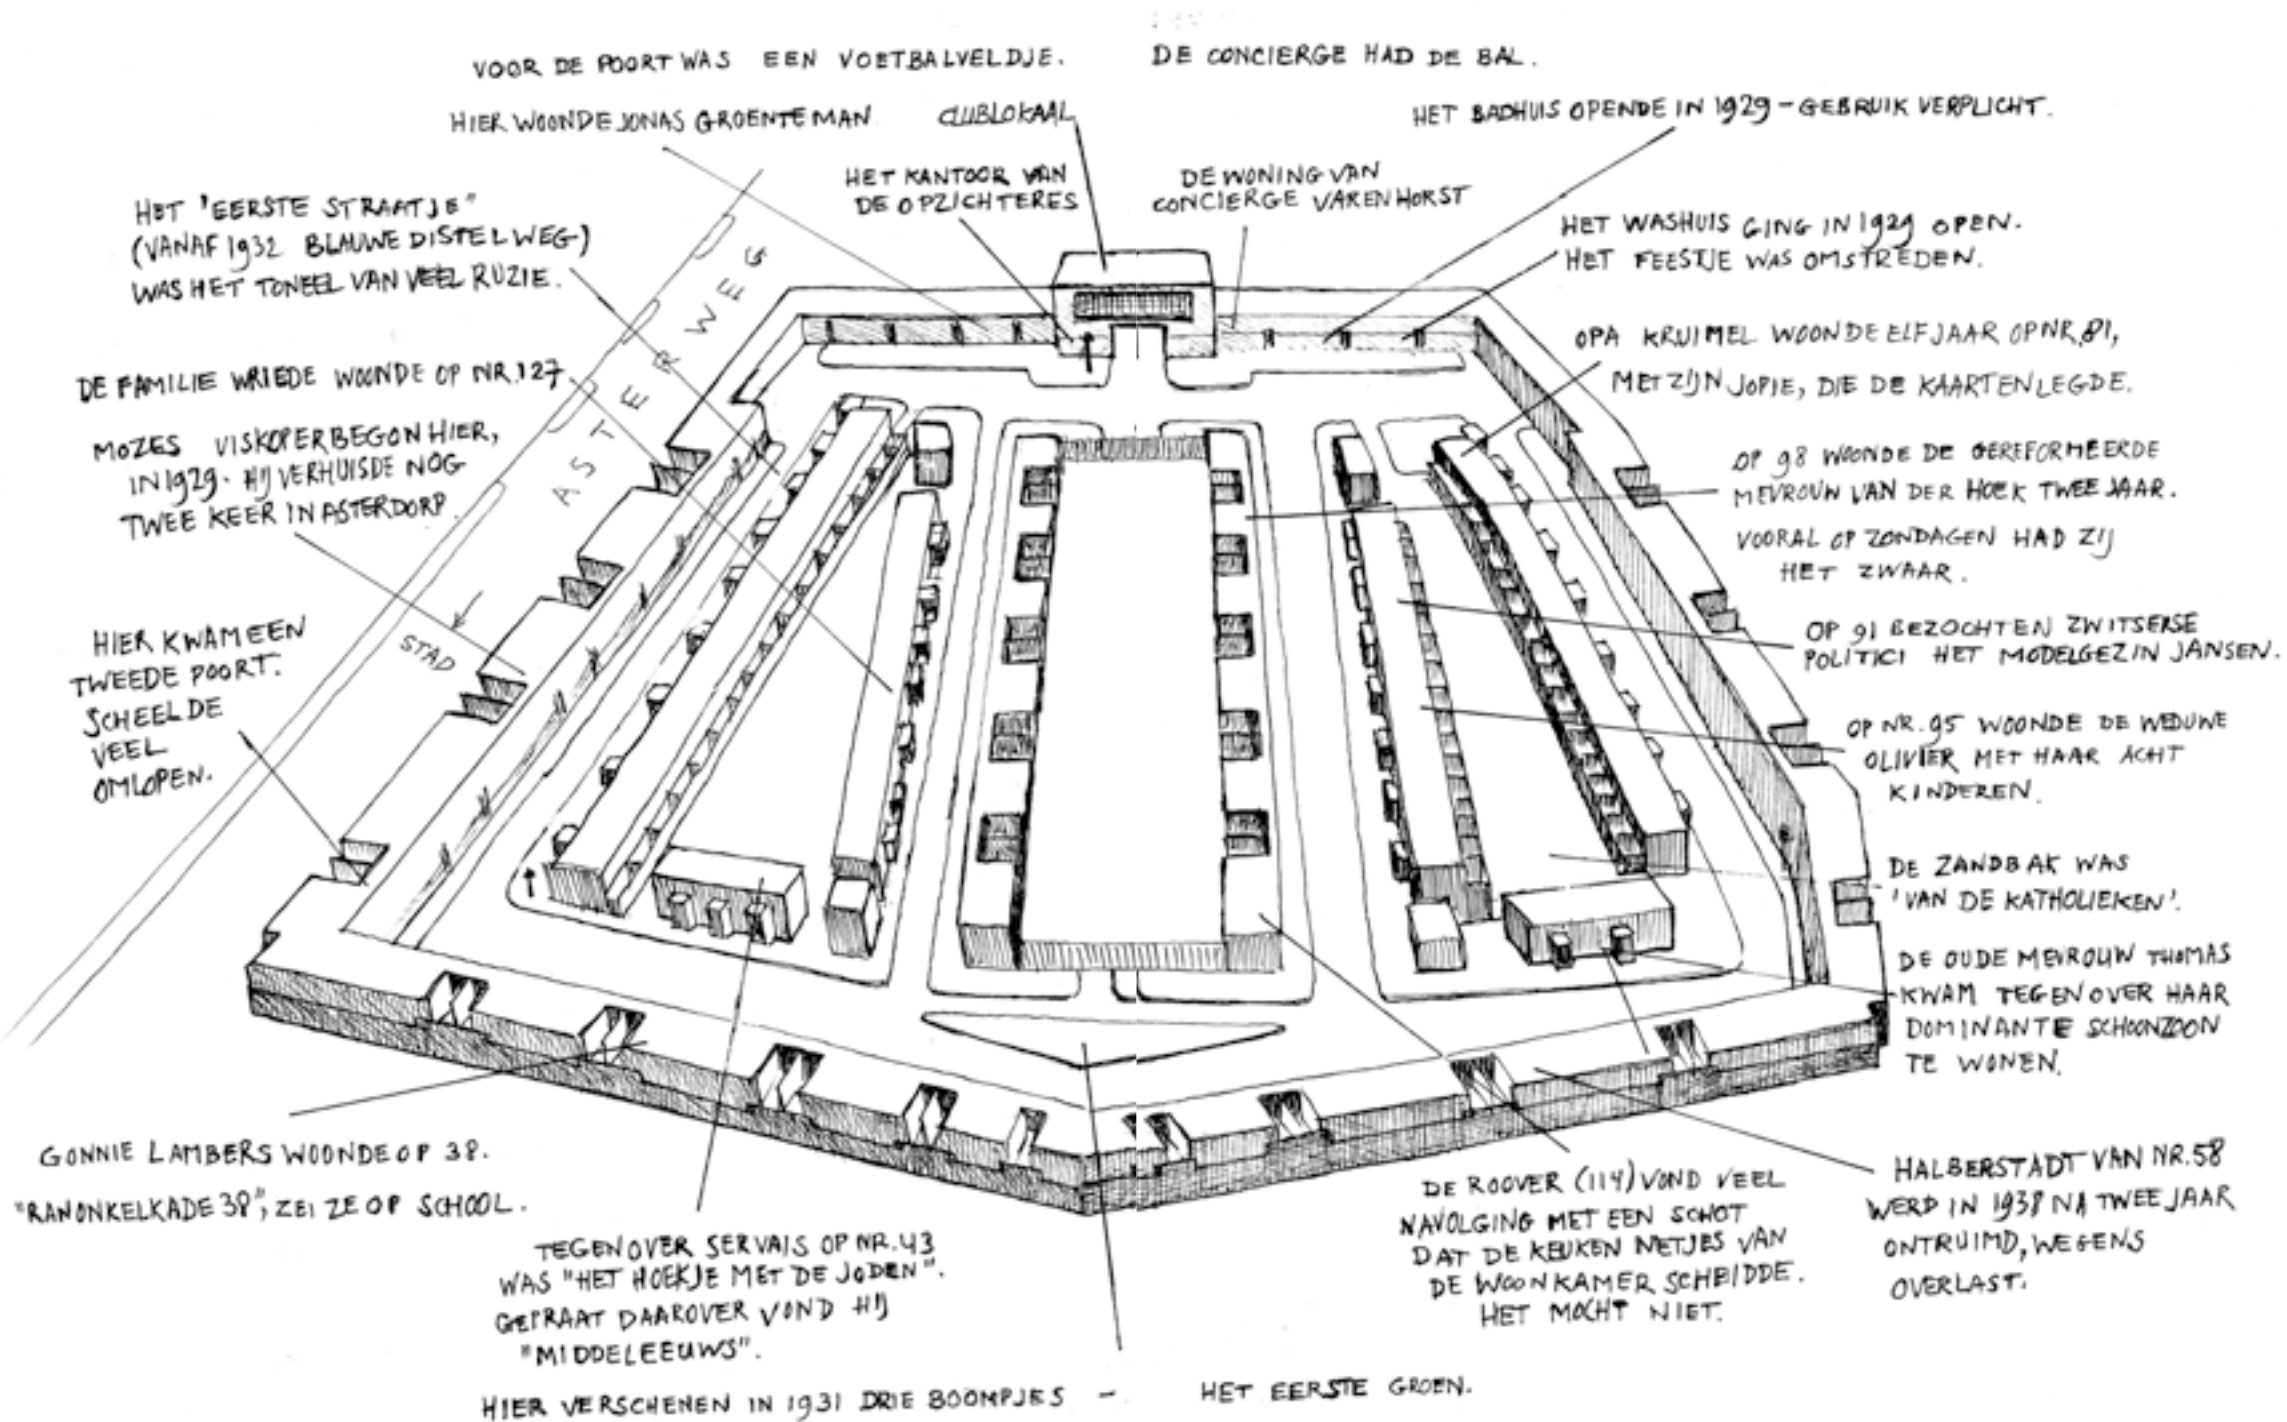 VOOR DE POORT WAS EEN VOETBALVELDJE. DE CONCIERGE HAD DE BAL.
HIER WOONDE JONAS GROENTEMAN
CLUBLOKAAL
HET BADHUIS OPENDE IN 1929 - GEBRUIK VERPLICHT.
HET KANTOOR VAN
DE OPZICHTERES
DE WONING VAN
CONCIERGE VARENHORST
HET 'EERSTE STRAATJE"
(VANAF 1932 BLAUWE DISTELWEG)
WAS HET TONEEL VAN VEEL RUZIE.
HET WASHUIS GING IN 1929 OPEN.
HET FEESTJE WAS OMSTREDEN.
ASTERWEG
STAD
DE FAMILIE WRIEDE WOONDE OP NR.127
OPA KRUIMEL WOONDE ELF JAAR OP NR.81,
MET ZIJN JOPIE, DIE DE KAARTEN LEGDE.
MOZES VISKOPER BEGON HIER,
IN 1929. HIJ VERHUISDE NOG
TWEE KEER IN ASTERDORP.
OP 98 WOONDE DE GEREFORMEERDE
MEVROUW VAN DER HOEK TWEE JAAR.
VOORAL OP ZONDAGEN HAD ZIJ
HET ZWAAR.
HIER KWAM EEN
TWEEDE POORT.
SCHEELDE
VEEL
OMLOPEN.
OP 91 BEZOCHTEN ZWITSERSE
POLITICI HET MODELGEZIN JANSEN.
OP NR.95 WOONDE DE WEDUWE
OLIVIER MET HAAR ACHT
KINDEREN.
DE ZANDBAK WAS
'VAN DE KATHOLIEKEN'.
DE OUDE MEVROUW THOMAS
KWAM TEGENOVER HAAR
DOMINANTE SCHOONZOON
TE WONEN.
GONNIE LAMBERS WOONDE OP 38.
"RANONKELKADE 38", ZEI ZE OP SCHOOL.
TEGENOVER SERVAIS OP NR.43
WAS "HET HOEKJE MET DE JODEN".
GEPRAAT DAAROVER VOND HIJ
"MIDDELEEUWS".
DE ROOVER (114) VOND VEEL
NAVOLGING MET EEN SCHOT
DAT DE KEUKEN NETJES VAN
DE WOONKAMER SCHEIDDE.
HET MOCHT NIET.
HALBERSTADT VAN NR.58
WERD IN 1938 NA TWEE JAAR
ONTRUIMD, WEGENS
OVERLAST.
HIER VERSCHENEN IN 1931 DRIE BOOMPJES - HET EERSTE GROEN.